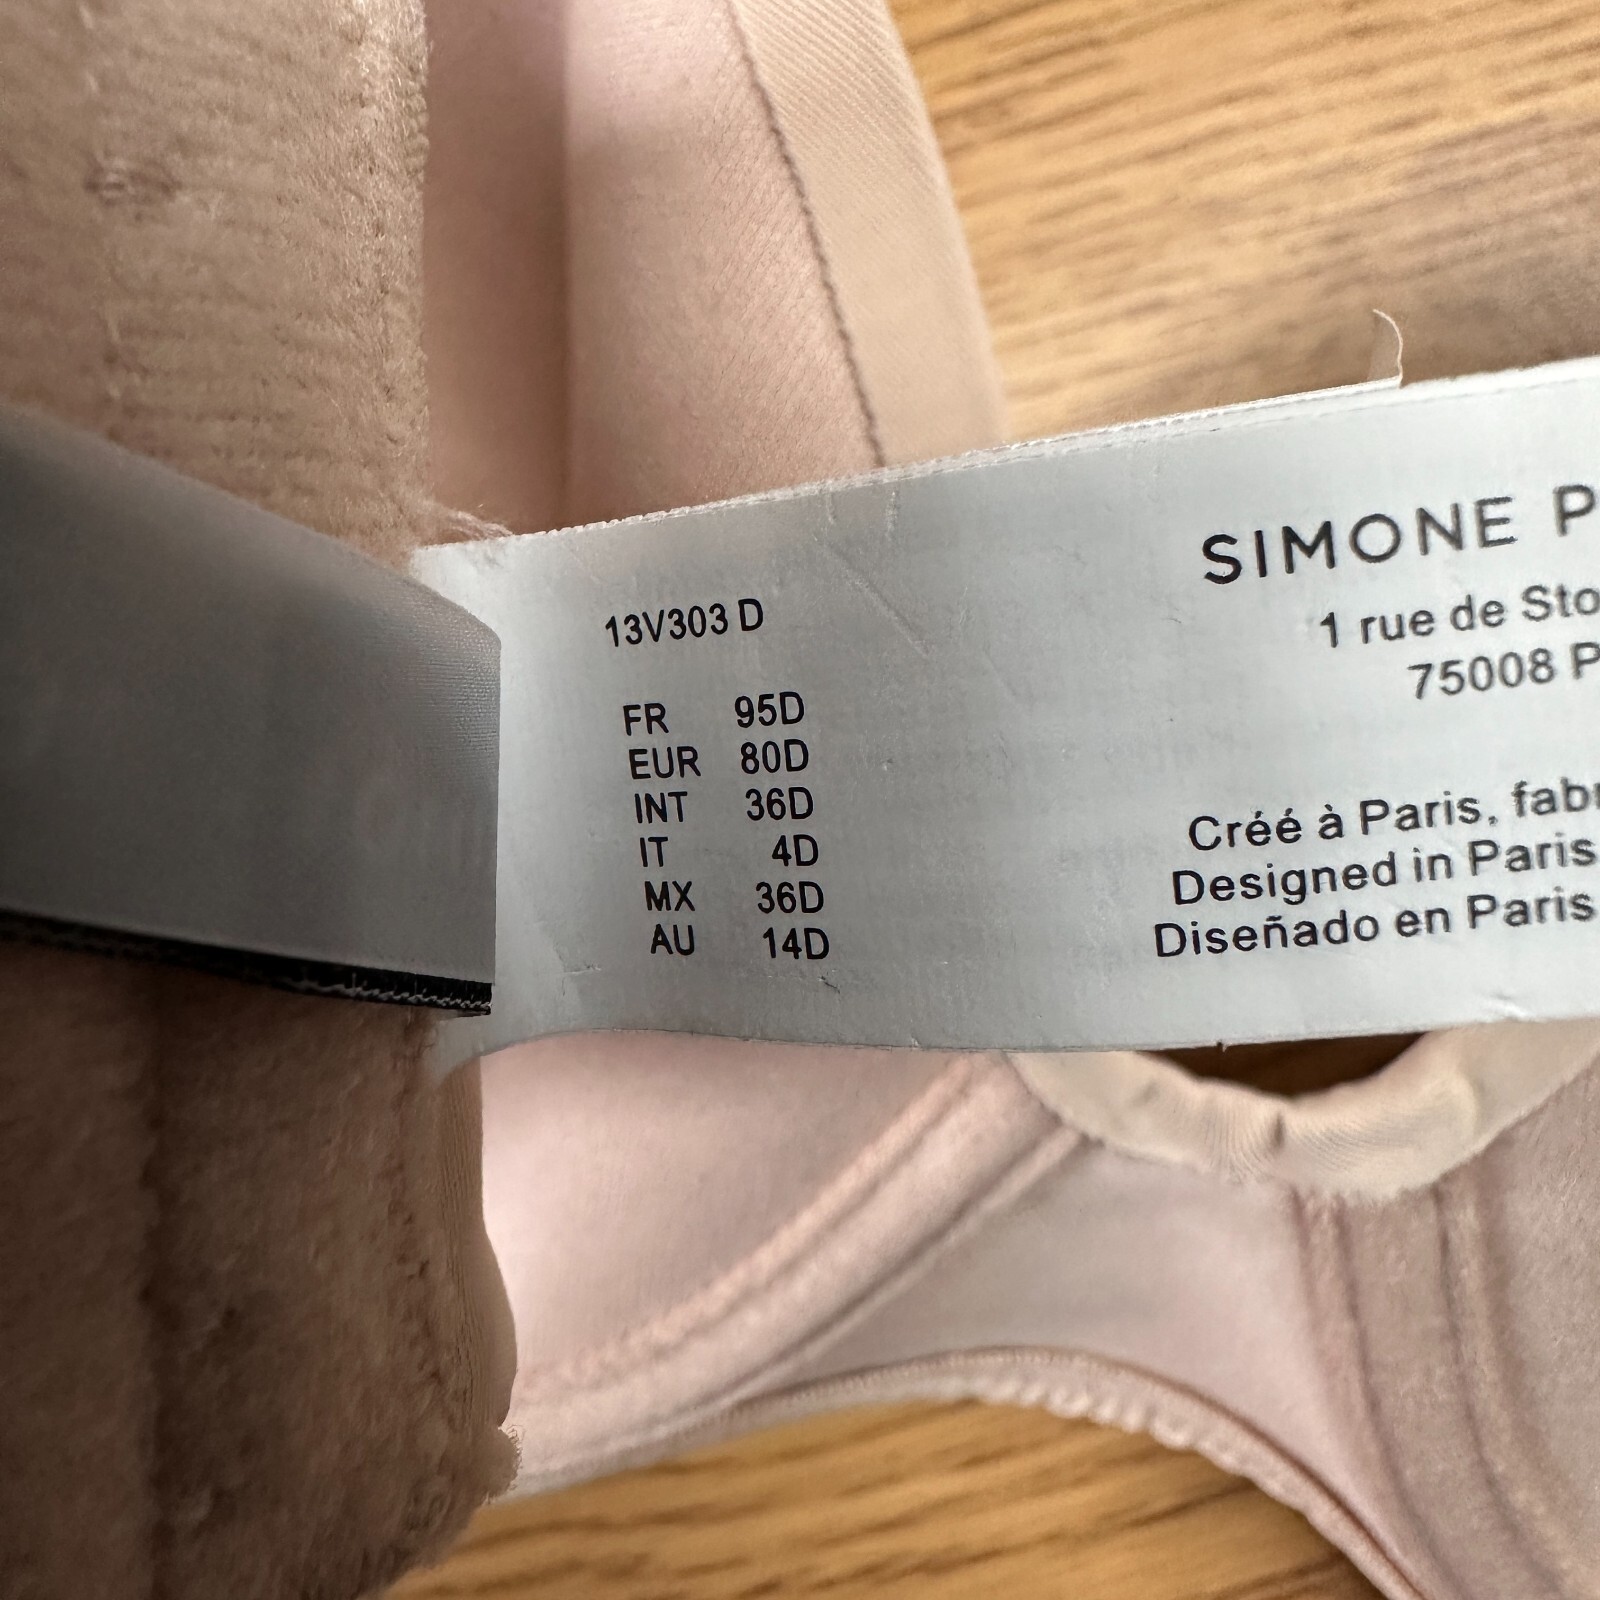 13V303 D
FR 95D
EUR 80D
INT 36D
IT 4D
MX 36D
AU 14D
SIMONE P
1 rue de Sto
75008 P
Créé à Paris, fabr
Designed in Paris
Diseñado en Paris